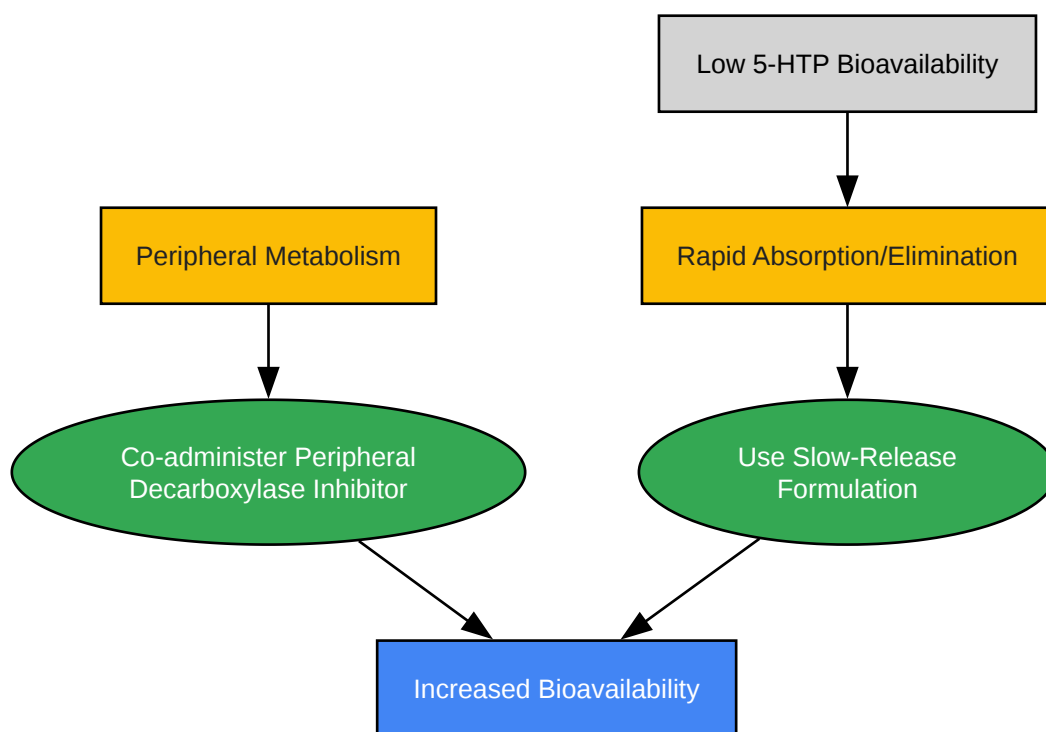 Low 5-HTP Bioavailability
Peripheral Metabolism
Rapid Absorption/Elimination
Co-administer Peripheral
Decarboxylase Inhibitor
Use Slow-Release
Formulation
Increased Bioavailability